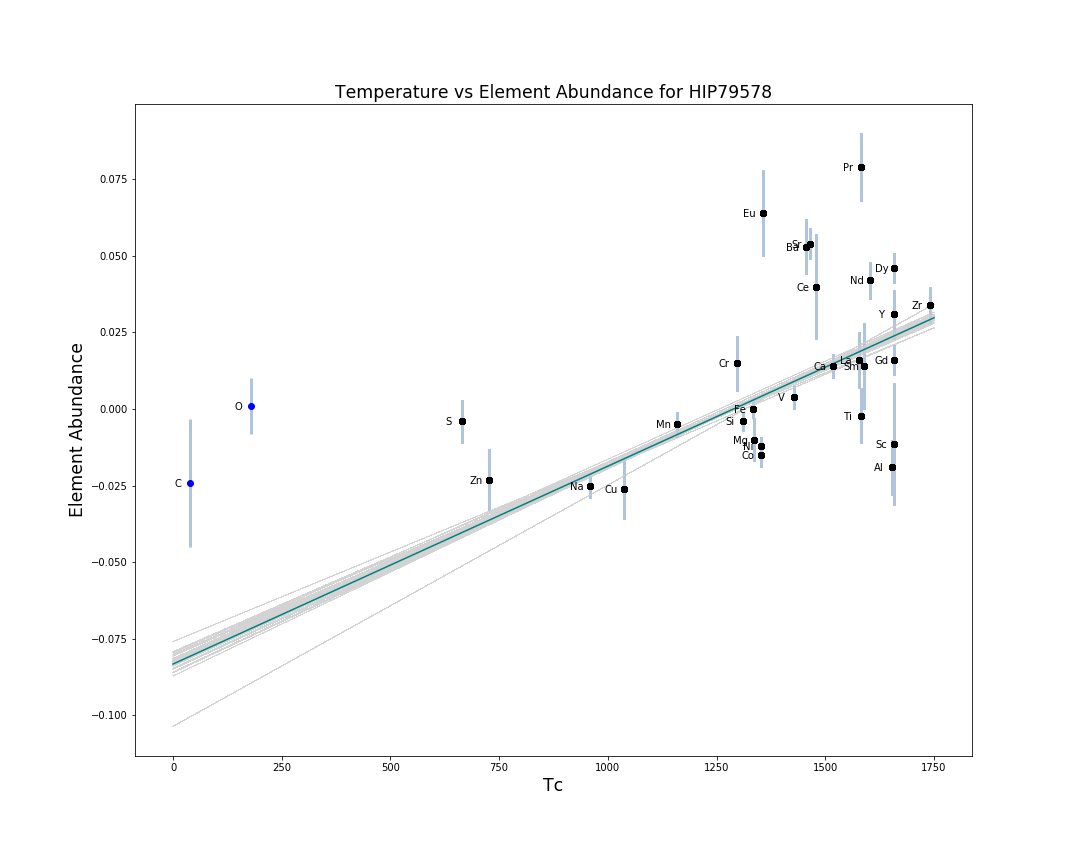 Temperature vs Element Abundance for HIP79578
0.075
0.050
0.025
0.000
−0.025
−0.050
−0.075
−0.100
Element Abundance
Pr
Eu
Sr
Ba
Dy
Nd
Ce
Zr
Y
Cr
La
Gd
Ca
Sm
V
O
Fe
Ti
S
Mn
Si
Mg
Ni
Sc
Co
Al
Zn
C
Na
Cu
0
250
500
750
1000
1250
1500
1750
Tc